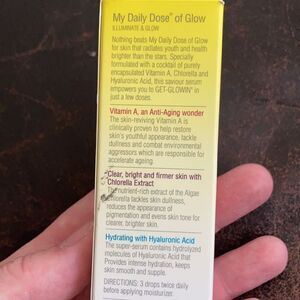 My Daily Dose® of Glow
ILLUMINATE & GLOW
Nothing beats My Daily Dose of Glow
for skin that radiates youth and health
brighter than the stars. Specially
formulated with a cocktail of purely
encapsulated Vitamin A, Chlorella and
Hyaluronic Acid, this saviour serum
empowers you to GET-GLOWIN' in
just a few doses.
Vitamin A, an Anti-Aging wonder
The skin-reviving Vitamin A is
clinically proven to help restore
skin's youthful appearance, tackle
dullness and combat environmental
aggressors which are responsible for
accelerate ageing.
Clear, bright and firmer skin with
Chlorella Extract
The nutrient-rich extract of the Algae
Chlorella tackles skin dullness,
reduces the appearance of
pigmentation and evens skin tone for
clearer, brighter skin.
Hydrating with Hyaluronic Acid
The super-serum contains hydrolyzed
molecules of Hyaluronic Acid that
Provides intense hydration, keeps
skin smooth and supple.
DIRECTIONS: 3 drops twice daily
before applying moisturizer.